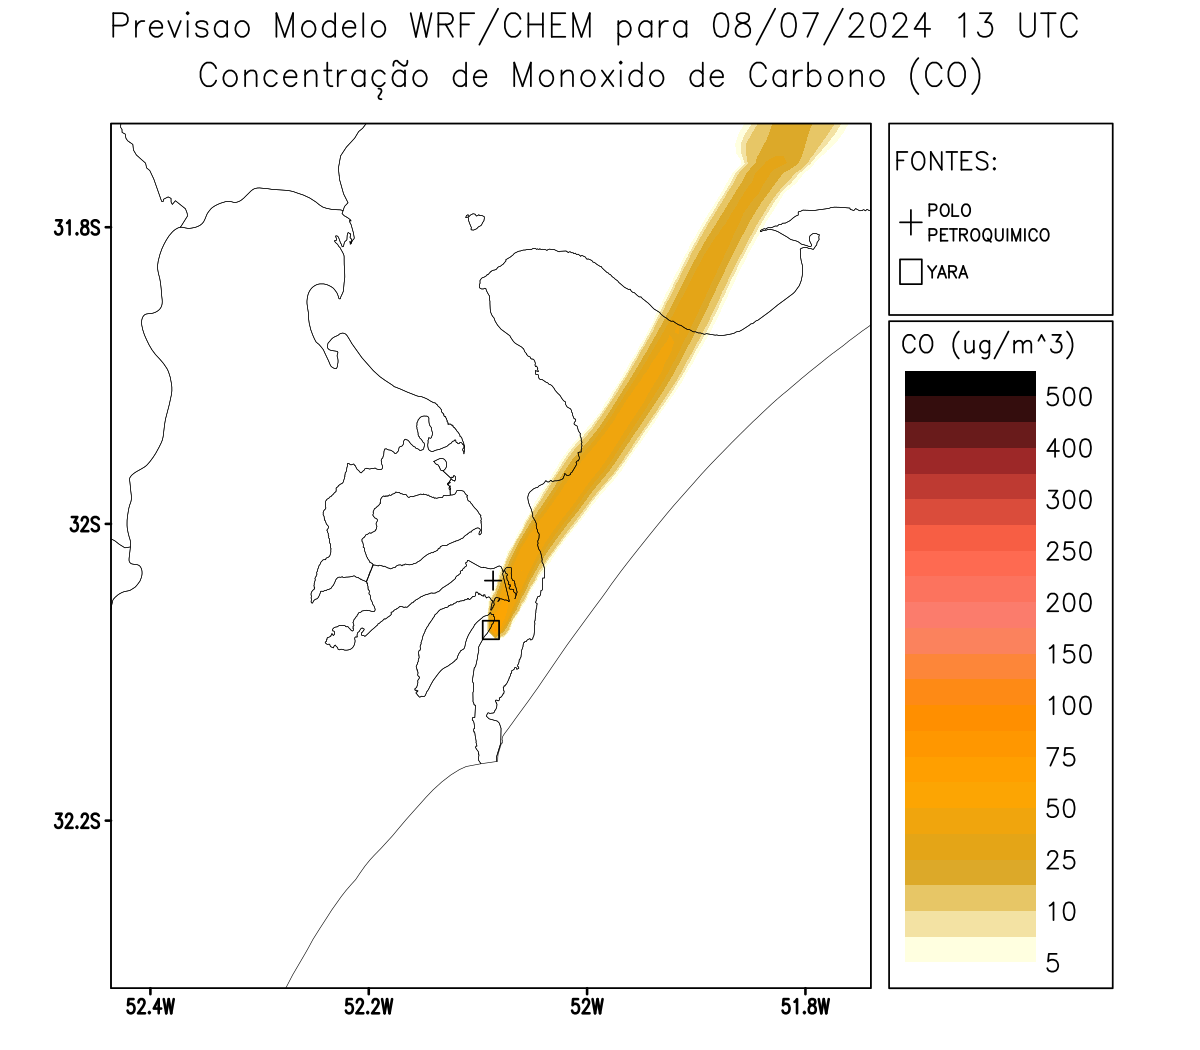 Previsao Modelo WRF/CHEM para 08/07/2024 13 UTC
Concentração de Monoxido de Carbono (CO)
FONTES:
POLO
PETROQUIMICO
YARA
CO (ug/m^3)
500
400
300
250
200
150
100
75
50
25
10
5
31.8S
32S
32.2S
52.4W
52.2W
52W
51.8W